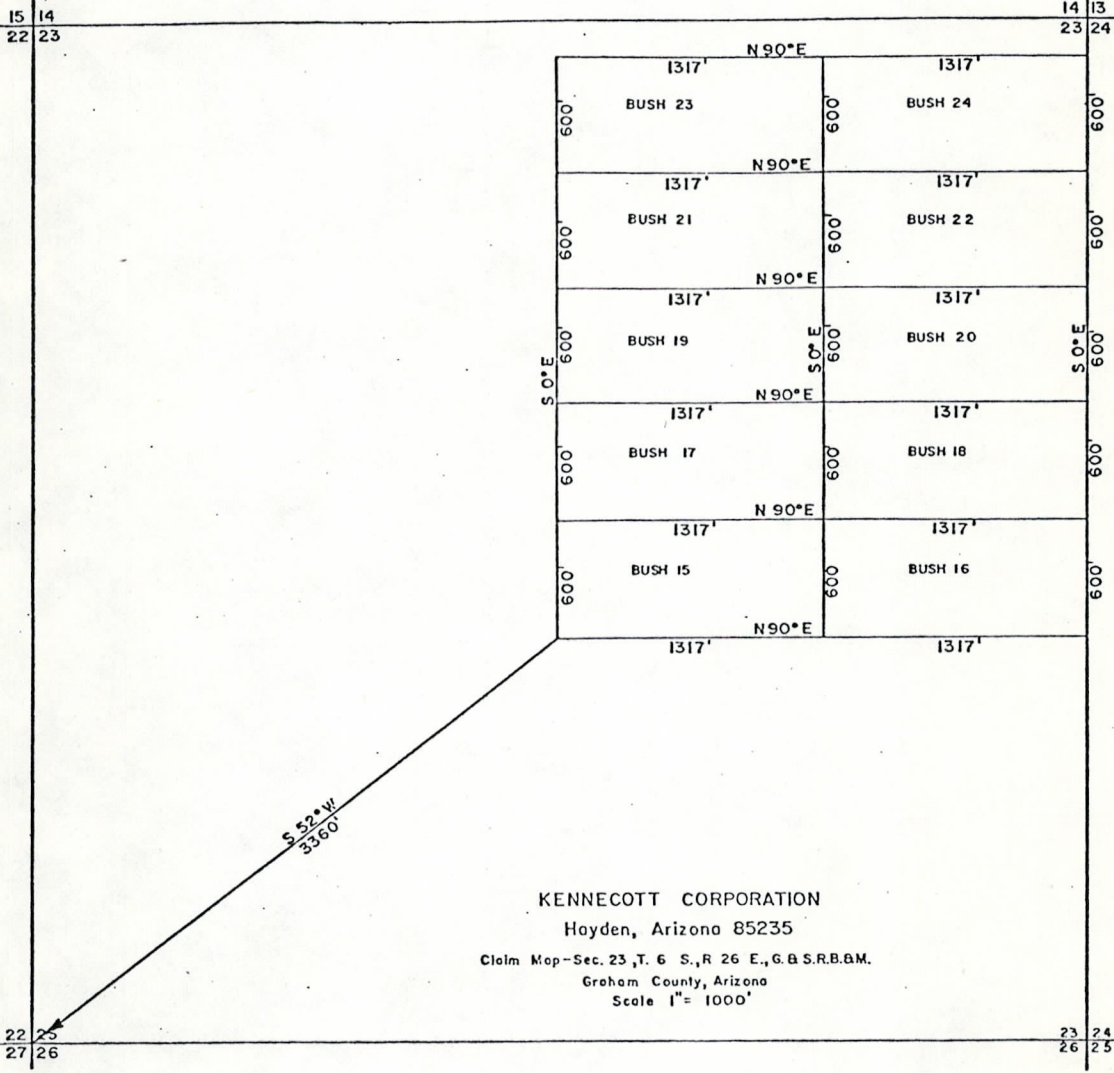 15 14
14 13
22 23
23 24
N 90° E
1317'
1317'
600'
BUSH 23
600'
BUSH 24
600'
N 90° E
1317'
1317'
600'
BUSH 21
600'
BUSH 22
600'
N 90° E
1317'
1317'
600'
BUSH 19
600'
BUSH 20
600'
S 0° E
S 0° E
S 0° E
N 90° E
1317'
1317'
600'
BUSH 17
600'
BUSH 18
600'
N 90° E
1317'
1317'
600'
BUSH 15
600
BUSH 16
600'
N 90° E
1317'
1317'
S 52° W
3360'
KENNECOTT CORPORATION
Hayden, Arizona 85235
Claim Map-Sec. 23, T. 6 S., R 26 E., G. & S.R.B.&M.
Graham County, Arizona
Scale 1" = 1000'
22 25
23 24
27 26
26 25